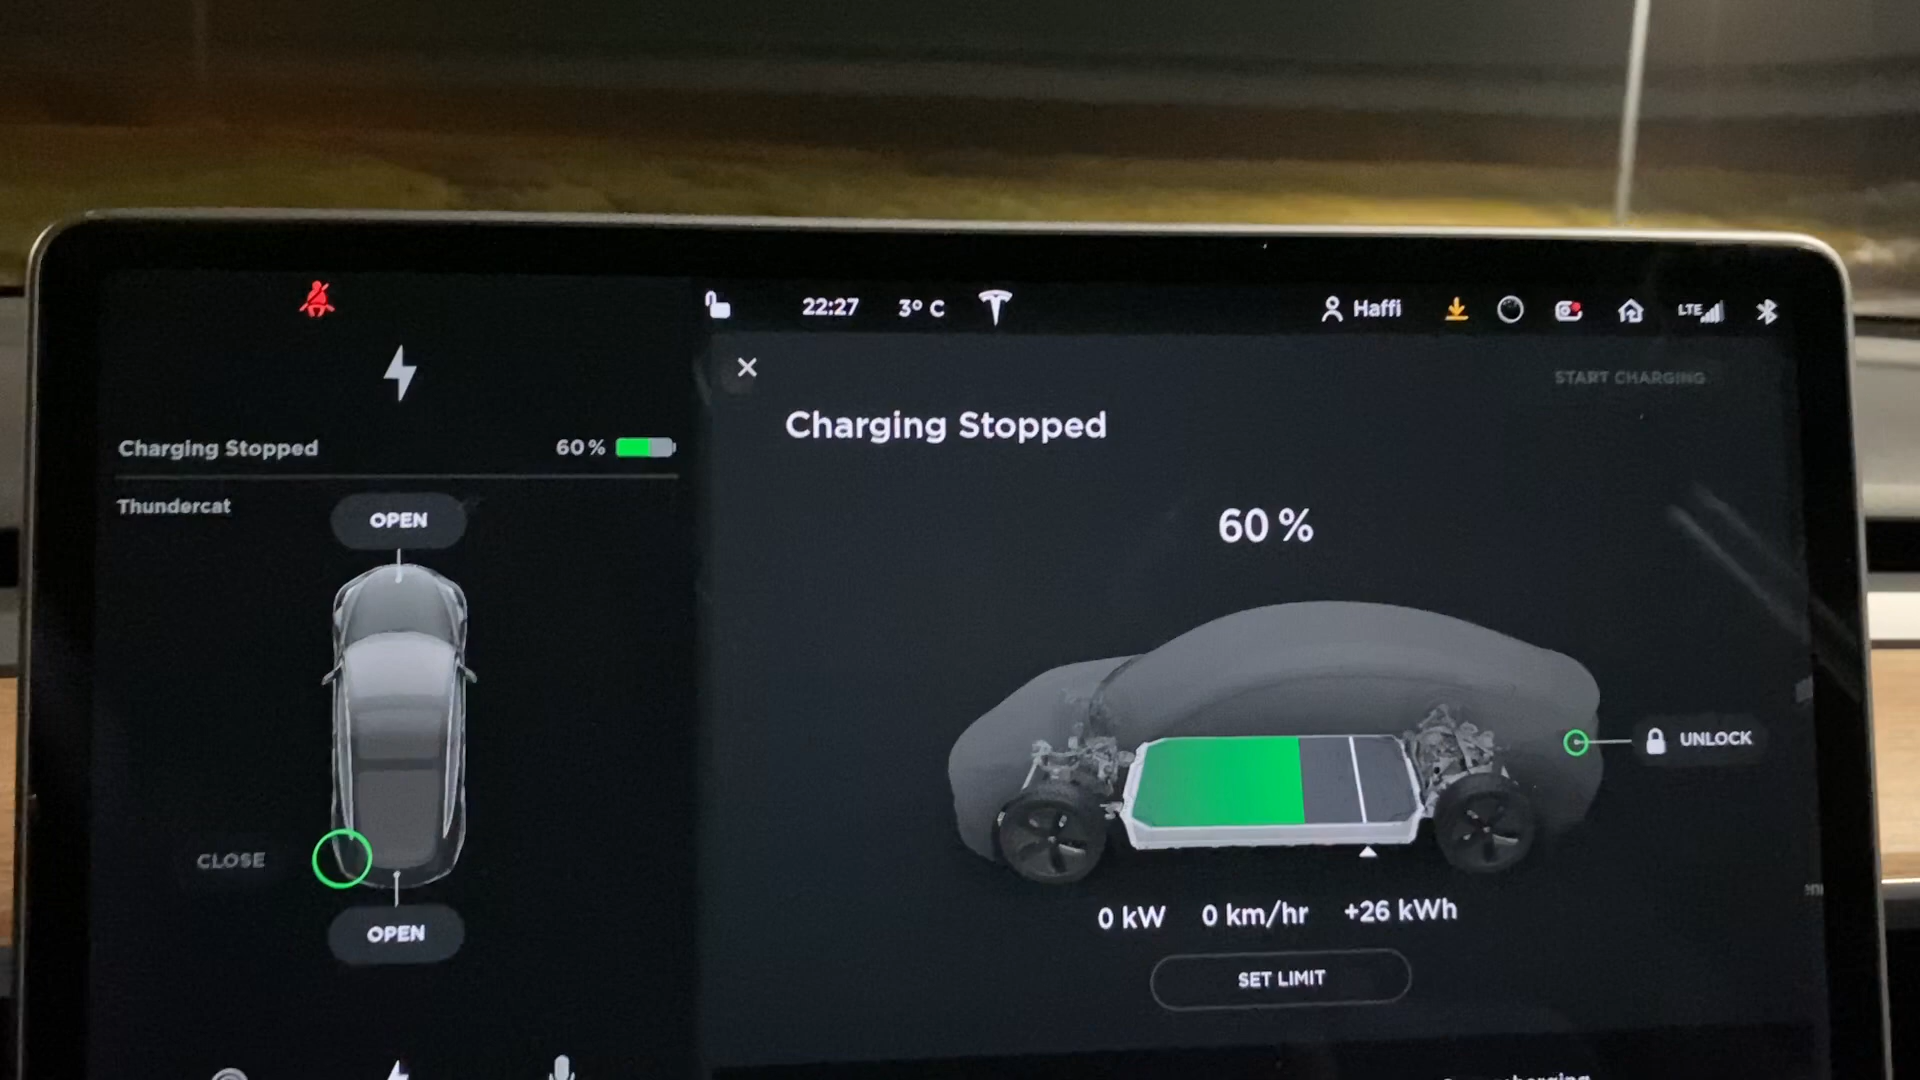 22:27 3° C Haffi LTE
START CHARGING
Charging Stopped
Charging Stopped 60 %
Thundercat
OPEN
60 %
UNLOCK
CLOSE
0 kW 0 km/hr +26 kWh
OPEN
SET LIMIT